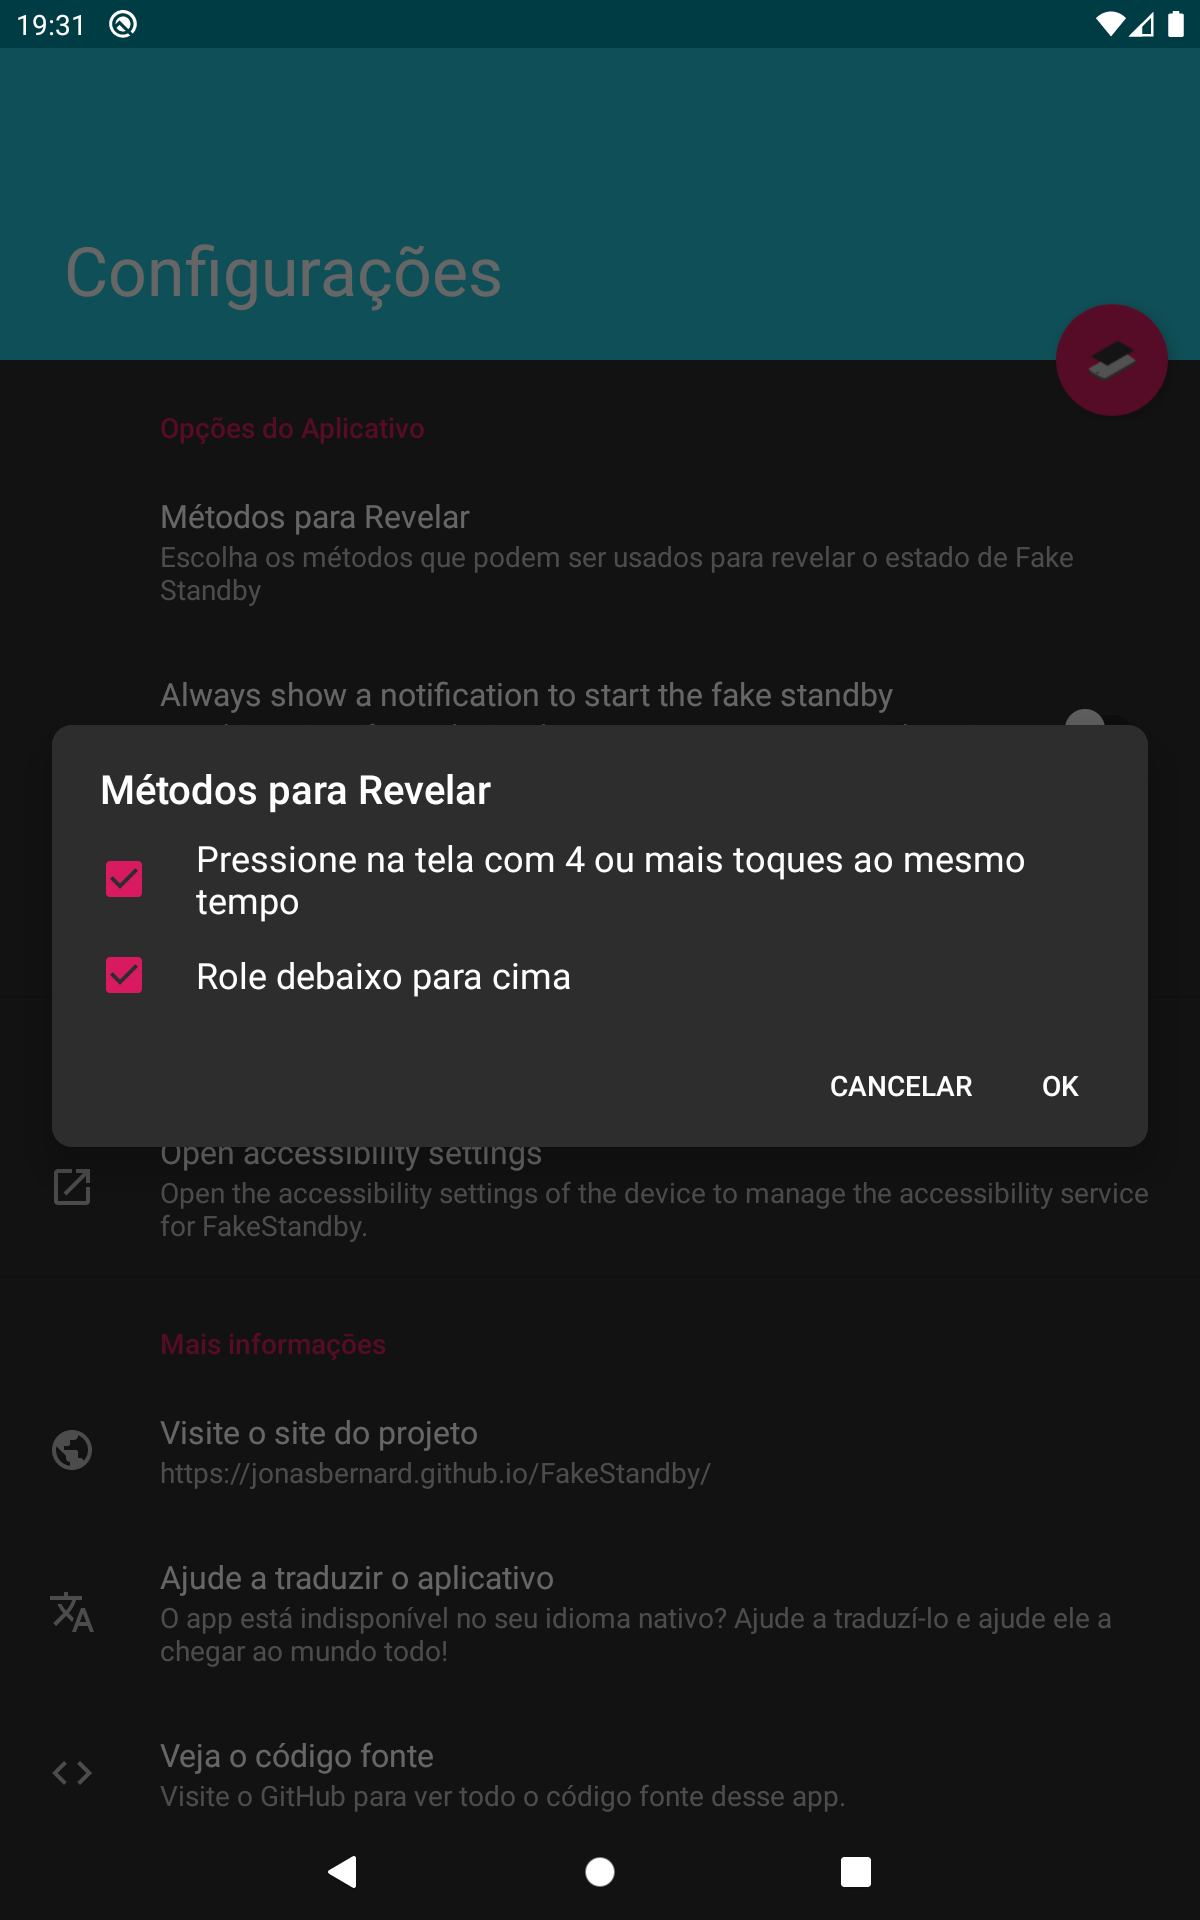 19:31
Configurações
Opções do Aplicativo
Métodos para Revelar
Escolha os métodos que podem ser usados para revelar o estado de Fake
Standby
Always show a notification to start the fake standby
Métodos para Revelar
Pressione na tela com 4 ou mais toques ao mesmo
tempo
Role debaixo para cima
CANCELAR
OK
Open accessibility settings
Open the accessibility settings of the device to manage the accessibility service
for FakeStandby.
Mais informações
Visite o site do projeto
https://jonasbernard.github.io/FakeStandby/
Ajude a traduzir o aplicativo
O app está indisponível no seu idioma nativo? Ajude a traduzí-lo e ajude ele a
chegar ao mundo todo!
Veja o código fonte
Visite o GitHub para ver todo o código fonte desse app.